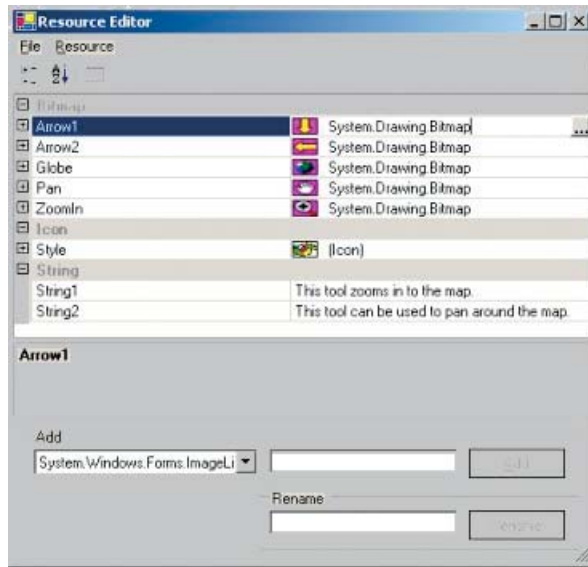 Resource Editor
File Resource
Bitmap
Arrow1 System.Drawing.Bitmap ...
Arrow2 System.Drawing.Bitmap
Globe System.Drawing.Bitmap
Pan System.Drawing.Bitmap
ZoomIn System.Drawing.Bitmap
Icon
Style (Icon)
String
String1 This tool zooms in to the map.
String2 This tool can be used to pan around the map.
Arrow1
Add
System.Windows.Forms.ImageLi
Add
Rename
Rename